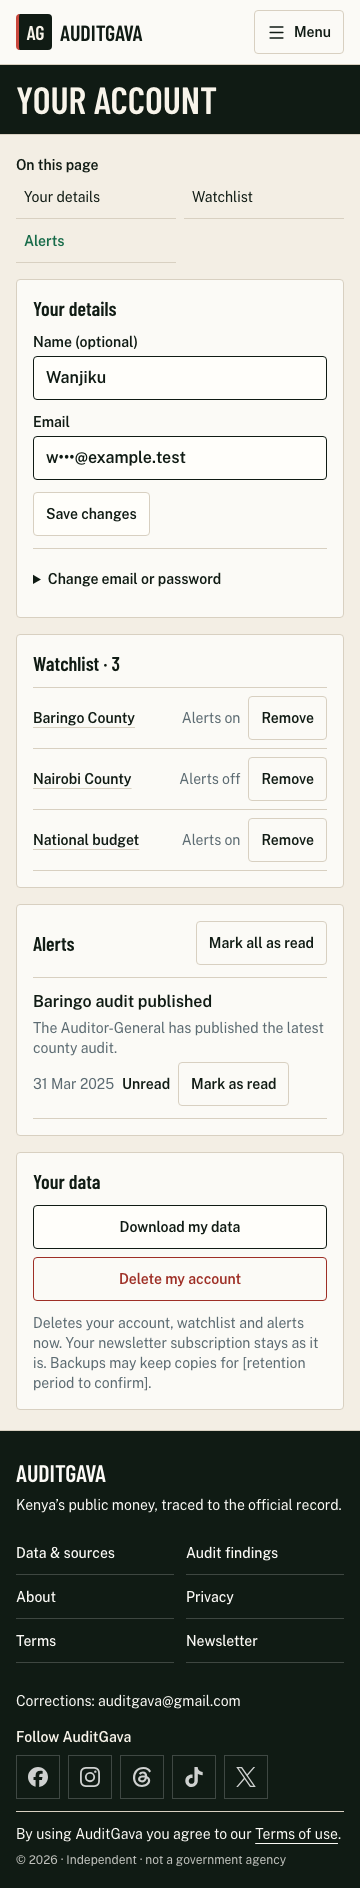 AG AUDITGAVA
Menu
YOUR ACCOUNT
On this page
Your details
Watchlist
Alerts
Your details
Name (optional)
Wanjiku
Email
w•••@example.test
Save changes
Change email or password
Watchlist · 3
Baringo County Alerts on Remove
Nairobi County Alerts off Remove
National budget Alerts on Remove
Alerts Mark all as read
Baringo audit published
The Auditor-General has published the latest
county audit.
31 Mar 2025 Unread Mark as read
Your data
Download my data
Delete my account
Deletes your account, watchlist and alerts
now. Your newsletter subscription stays as it
is. Backups may keep copies for [retention
period to confirm].
AUDITGAVA
Kenya’s public money, traced to the official record.
Data & sources
Audit findings
About
Privacy
Terms
Newsletter
Corrections: auditgava@gmail.com
Follow AuditGava
By using AuditGava you agree to our Terms of use.
© 2026 · Independent · not a government agency